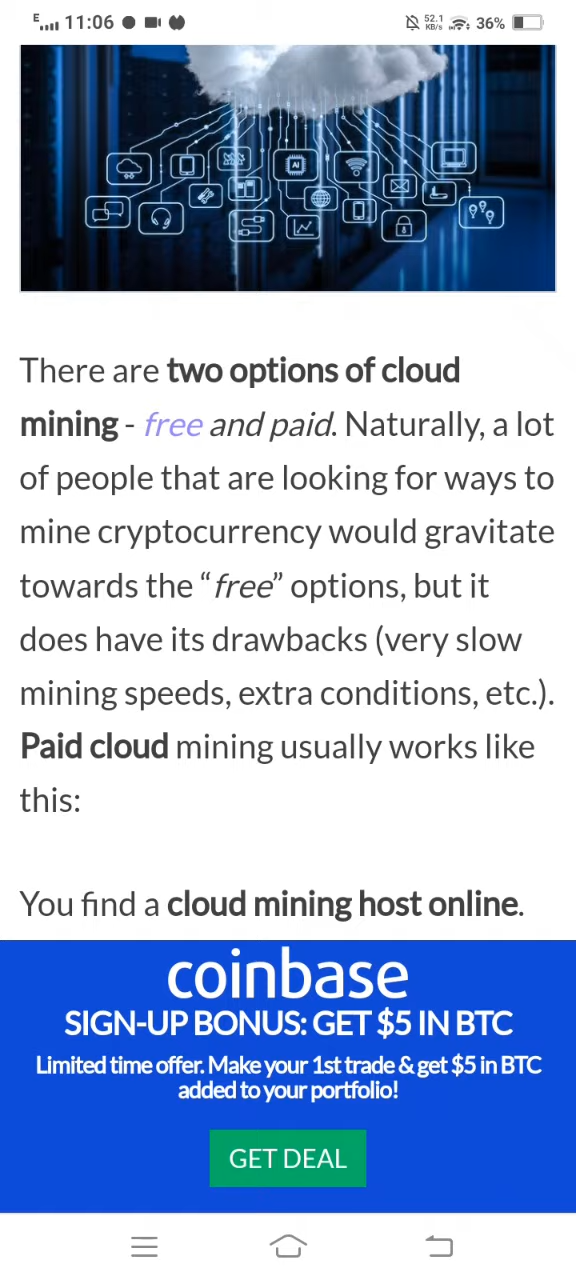 E 11:06 52.1 KB/s 36%
AI
There are two options of cloud
mining - free and paid. Naturally, a lot
of people that are looking for ways to
mine cryptocurrency would gravitate
towards the “free” options, but it
does have its drawbacks (very slow
mining speeds, extra conditions, etc.).
Paid cloud mining usually works like
this:
You find a cloud mining host online.
coinbase
SIGN-UP BONUS: GET $5 IN BTC
Limited time offer. Make your 1st trade & get $5 in BTC
added to your portfolio!
GET DEAL